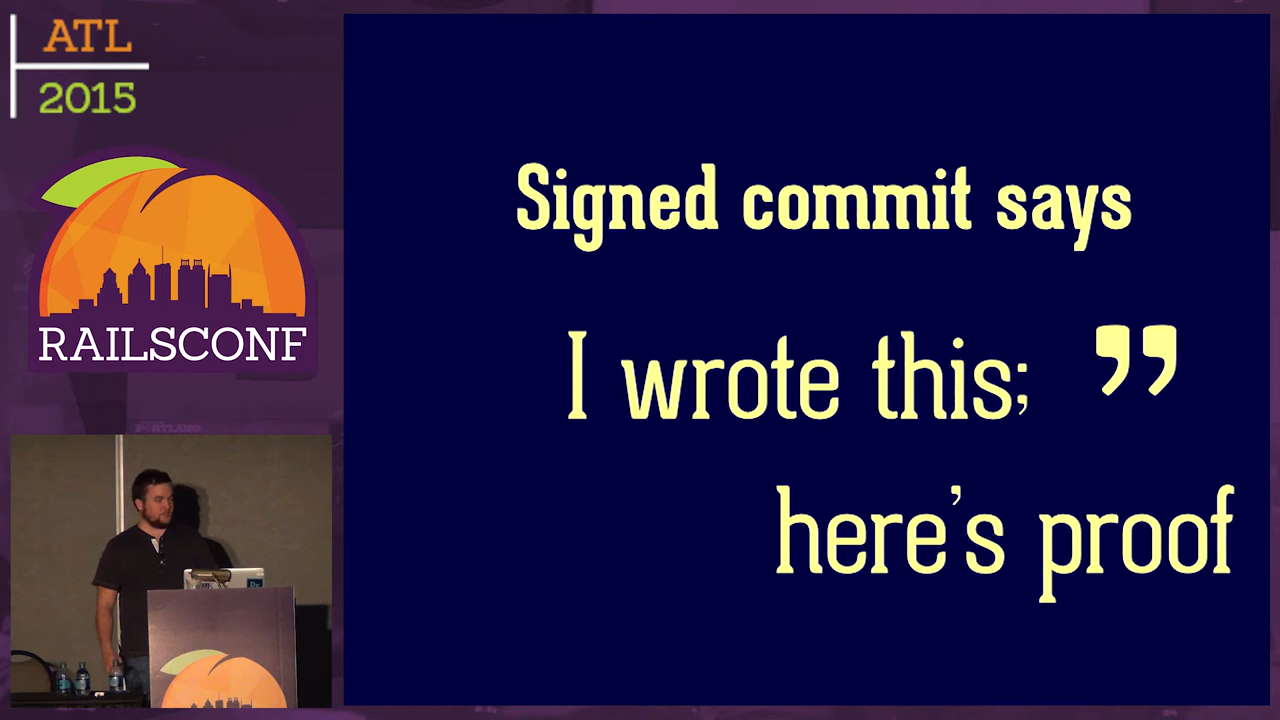 ATL
2015
RAILSCONF
Signed commit says
I wrote this; ”
here’s proof